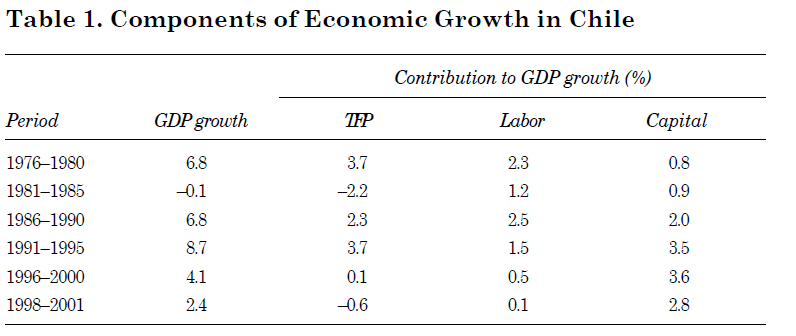 Table 1. Components of Economic Growth in Chile
Contribution to GDP growth (%)
Period GDP growth TFP Labor Capital
1976–1980 6.8 3.7 2.3 0.8
1981–1985 –0.1 –2.2 1.2 0.9
1986–1990 6.8 2.3 2.5 2.0
1991–1995 8.7 3.7 1.5 3.5
1996–2000 4.1 0.1 0.5 3.6
1998–2001 2.4 –0.6 0.1 2.8